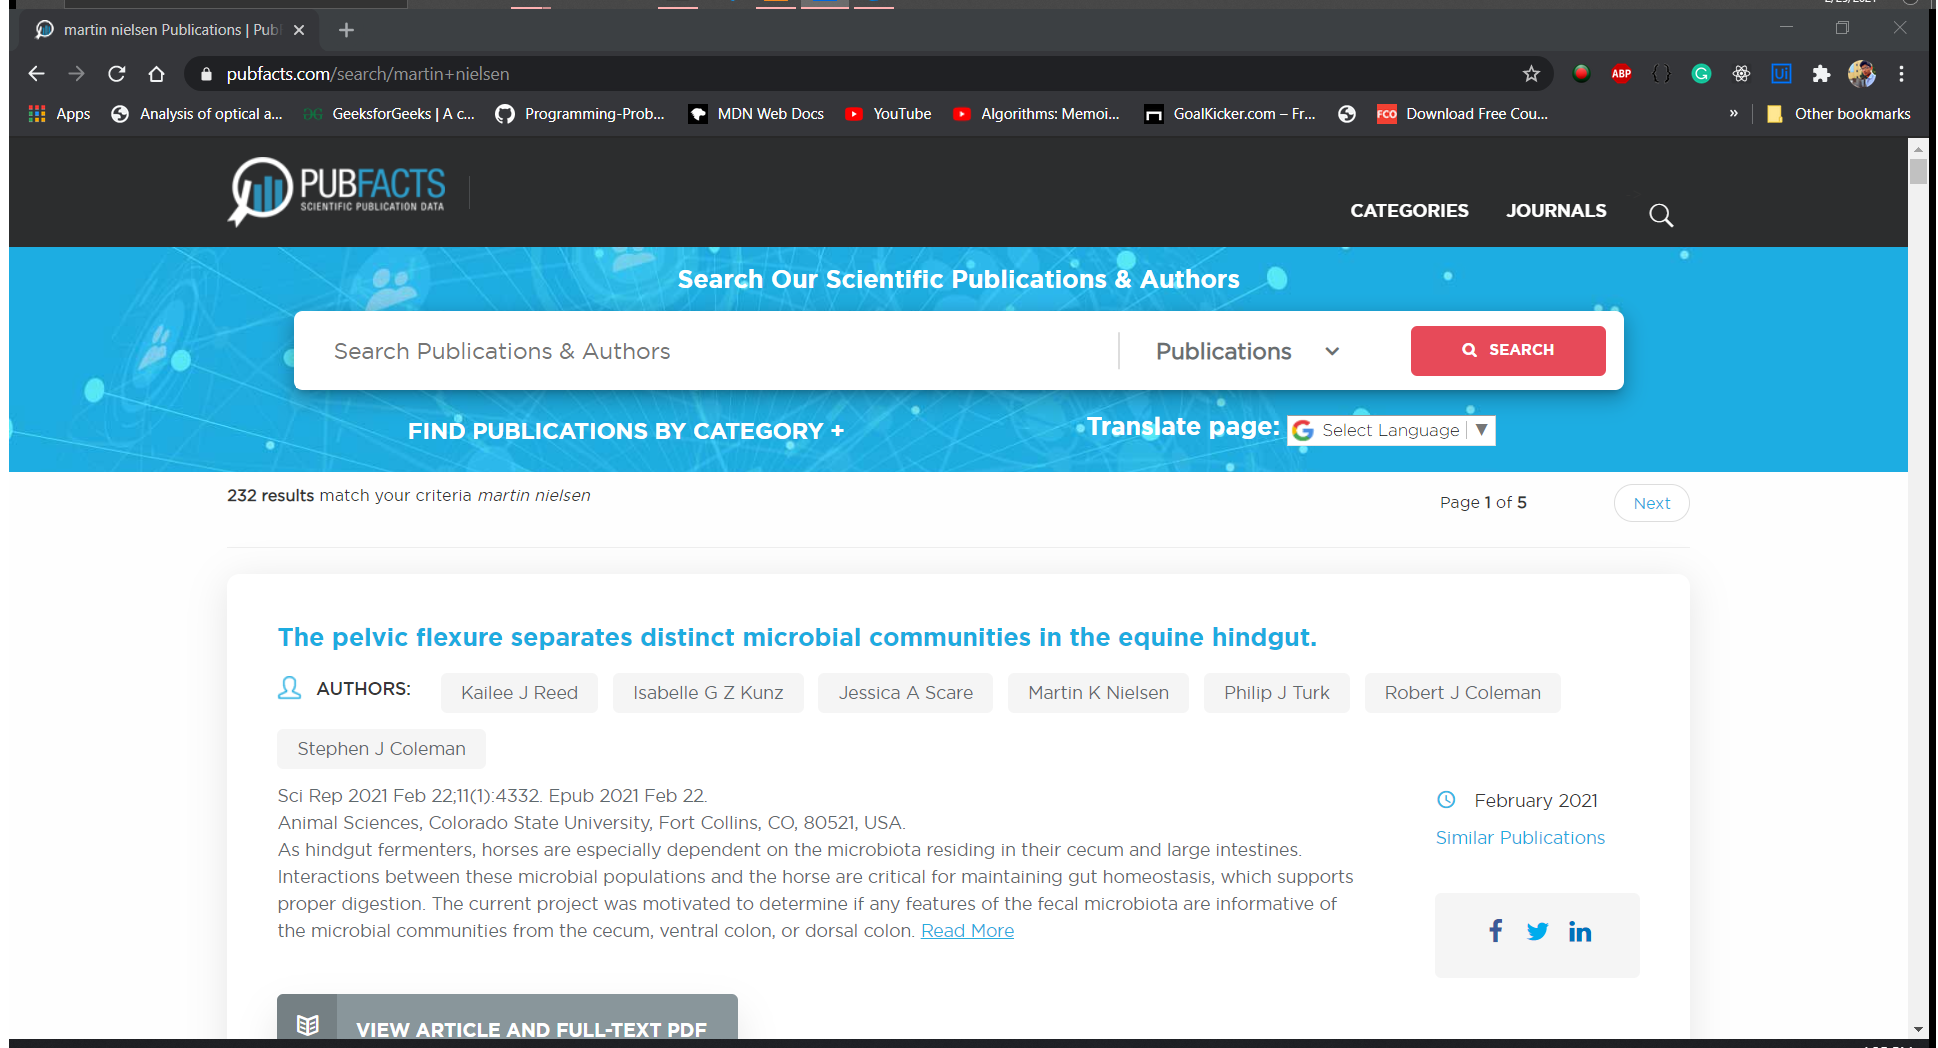 martin nielsen Publications | Pub
pubfacts.com/search/martin+nielsen
ABP
{}
G
Ui
Apps
Analysis of optical a...
GeeksforGeeks | A c...
Programming-Prob...
MDN Web Docs
YouTube
Algorithms: Memoi...
GoalKicker.com – Fr...
FCO
Download Free Cou...
»
Other bookmarks
PUBFACTS
SCIENTIFIC PUBLICATION DATA
CATEGORIES
JOURNALS
Search Our Scientific Publications & Authors
Search Publications & Authors
Publications
SEARCH
FIND PUBLICATIONS BY CATEGORY +
Translate page:
G Select Language ▼
232 results match your criteria martin nielsen
Page 1 of 5
Next
The pelvic flexure separates distinct microbial communities in the equine hindgut.
AUTHORS: Kailee J Reed Isabelle G Z Kunz Jessica A Scare Martin K Nielsen Philip J Turk Robert J Coleman
Stephen J Coleman
Sci Rep 2021 Feb 22;11(1):4332. Epub 2021 Feb 22.
Animal Sciences, Colorado State University, Fort Collins, CO, 80521, USA.
As hindgut fermenters, horses are especially dependent on the microbiota residing in their cecum and large intestines.
Interactions between these microbial populations and the horse are critical for maintaining gut homeostasis, which supports
proper digestion. The current project was motivated to determine if any features of the fecal microbiota are informative of
the microbial communities from the cecum, ventral colon, or dorsal colon. Read More
February 2021
Similar Publications
f
in
VIEW ARTICLE AND FULL-TEXT PDF